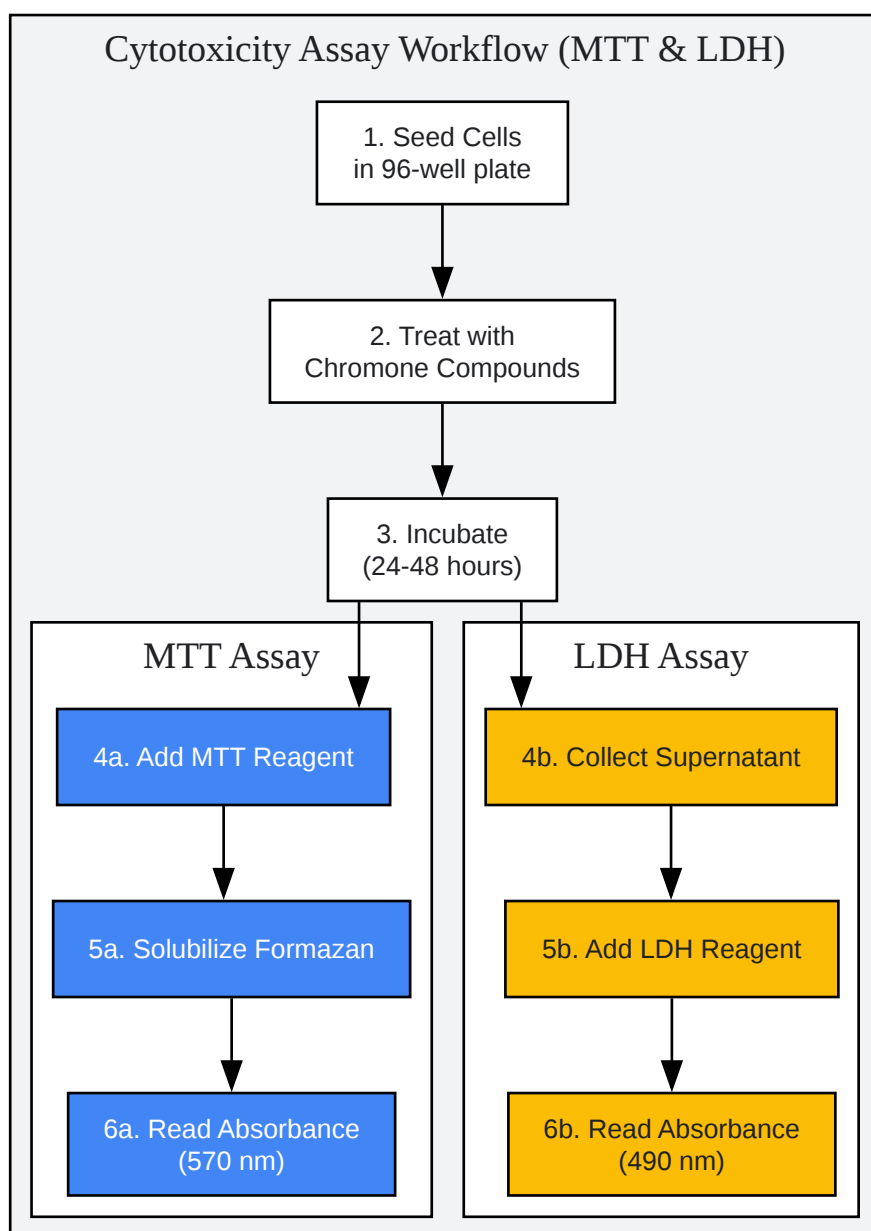 Cytotoxicity Assay Workflow (MTT & LDH)
1. Seed Cells
in 96-well plate
2. Treat with
Chromone Compounds
3. Incubate
(24-48 hours)
MTT Assay
4a. Add MTT Reagent
5a. Solubilize Formazan
6a. Read Absorbance
(570 nm)
LDH Assay
4b. Collect Supernatant
5b. Add LDH Reagent
6b. Read Absorbance
(490 nm)